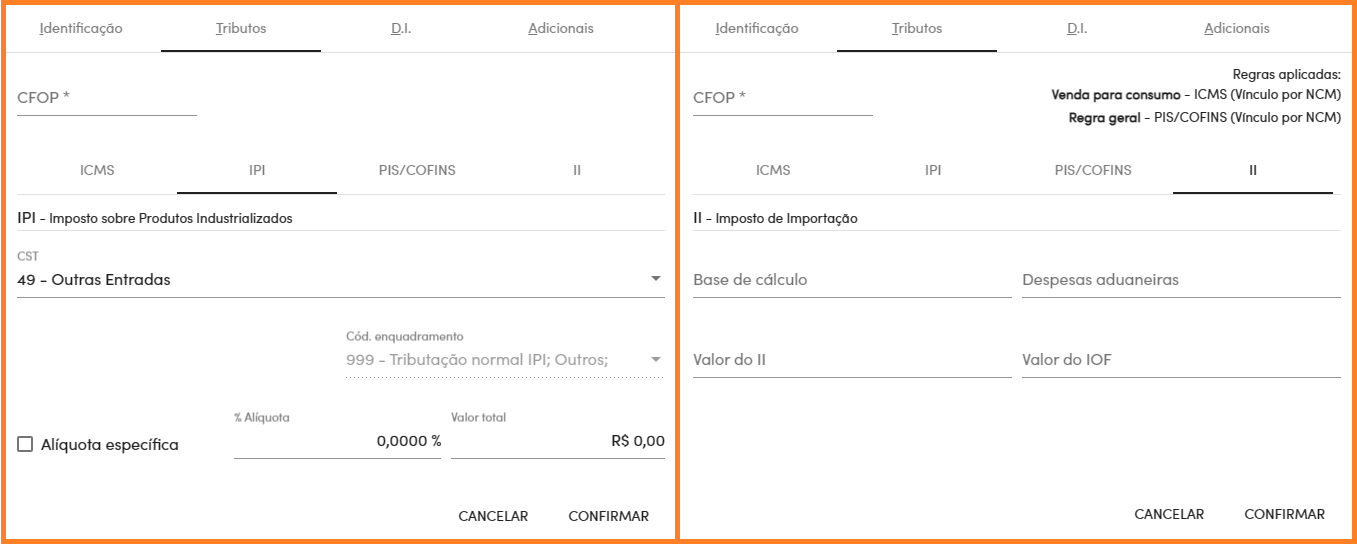 Identificação Tributos D.I. Adicionais
CFOP *
ICMS IPI PIS/COFINS II
IPI - Imposto sobre Produtos Industrializados
CST
49 - Outras Entradas
Cód. enquadramento
999 - Tributação normal IPI; Outros;
% Alíquota Valor total
Alíquota específica 0,0000 % R$ 0,00
CANCELAR CONFIRMAR
Identificação Tributos D.I. Adicionais
Regras aplicadas:
Venda para consumo - ICMS (Vínculo por NCM)
CFOP *
Regra geral - PIS/COFINS (Vínculo por NCM)
ICMS IPI PIS/COFINS II
II - Imposto de Importação
Base de cálculo Despesas aduaneiras
Valor do II Valor do IOF
CANCELAR CONFIRMAR